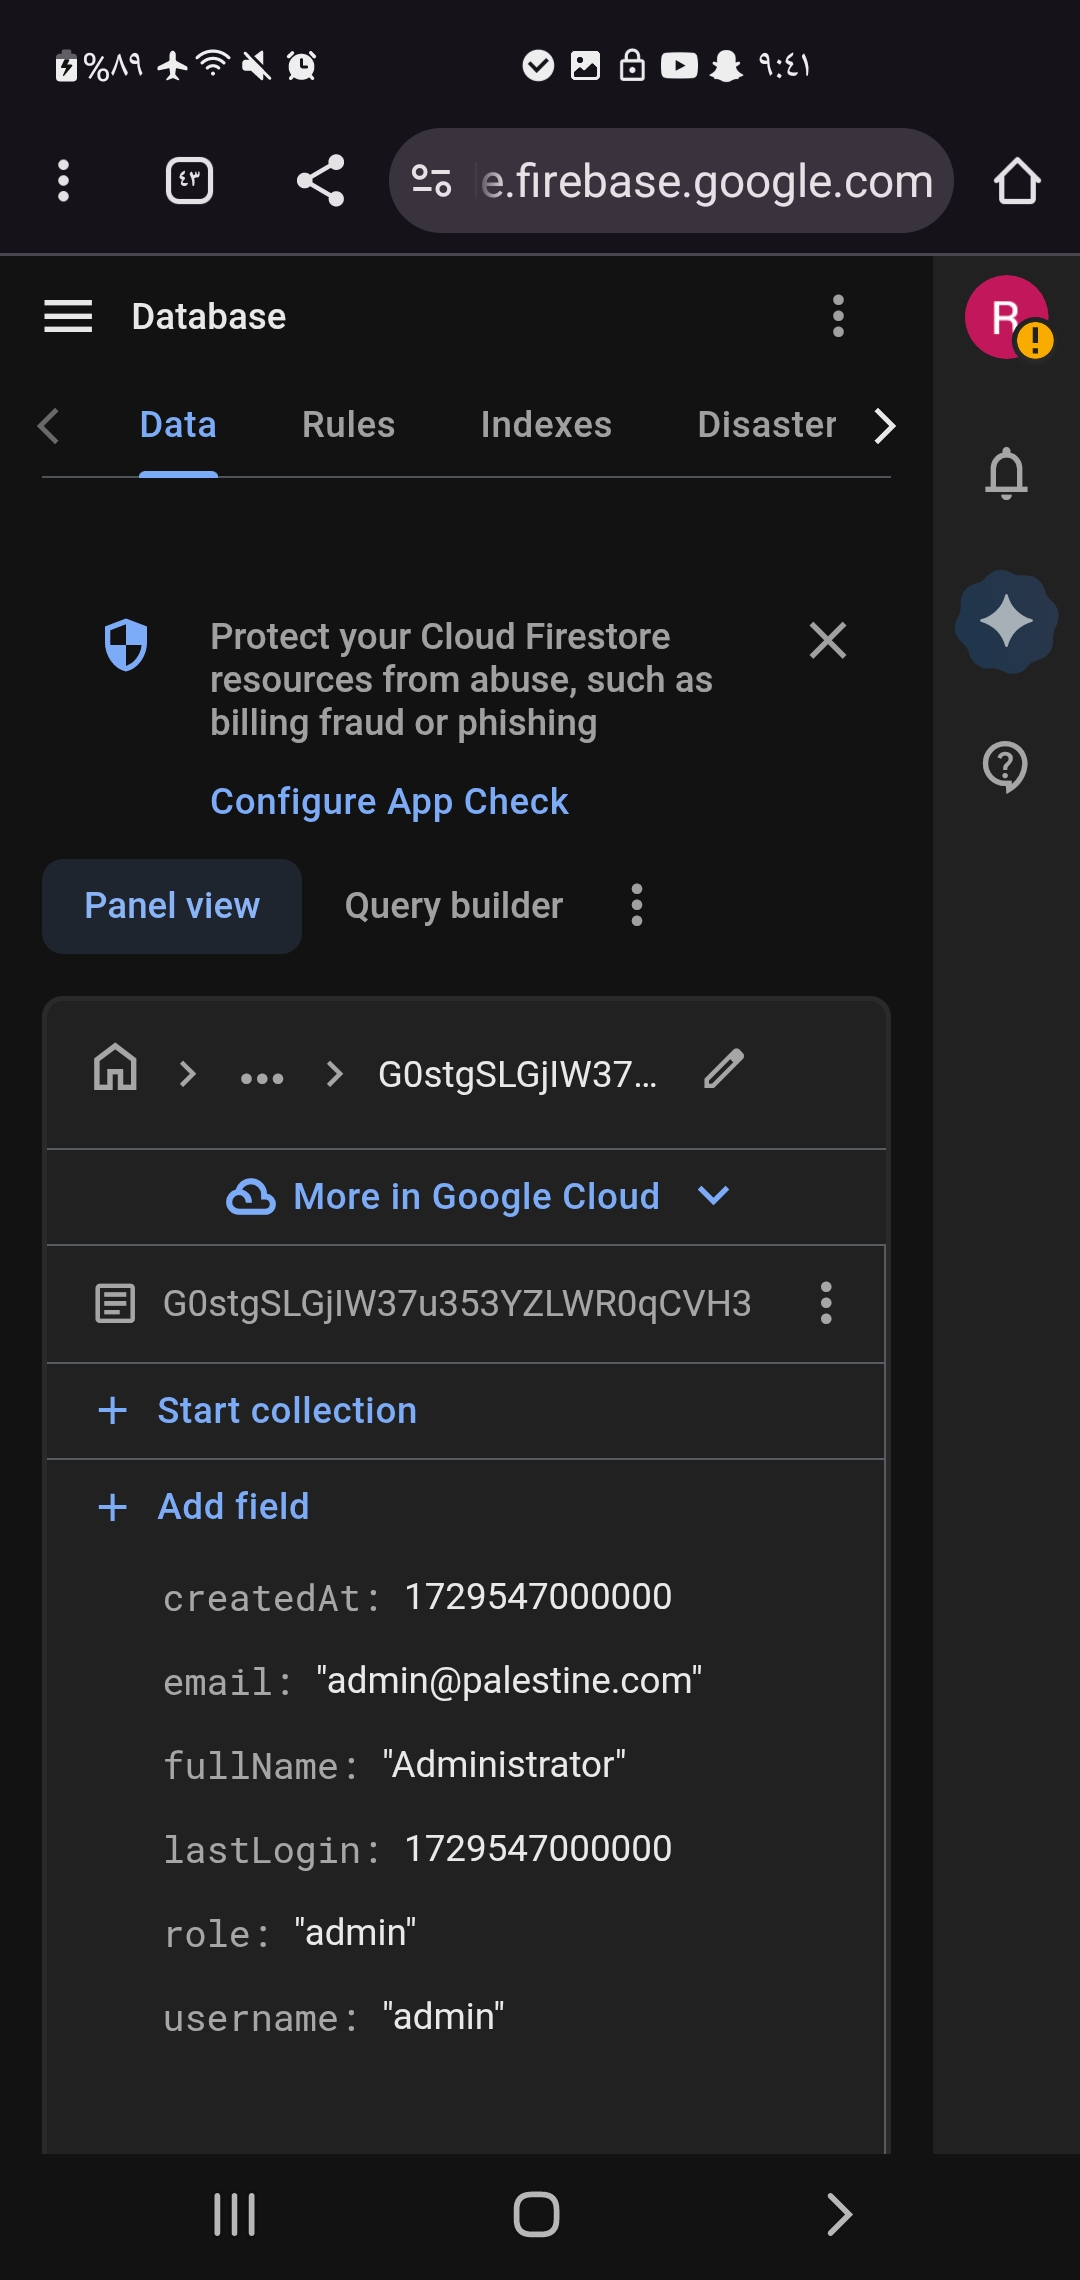 %٨٩ ٩:٤١
٤٣ e.firebase.google.com
Database
R
Data Rules Indexes Disaster
Protect your Cloud Firestore
resources from abuse, such as
billing fraud or phishing
Configure App Check
Panel view Query builder
G0stgSLGjIW37...
More in Google Cloud
G0stgSLGjIW37u353YZLWR0qCVH3
+ Start collection
+ Add field
createdAt: 1729547000000
email: "admin@palestine.com"
fullName: "Administrator"
lastLogin: 1729547000000
role: "admin"
username: "admin"